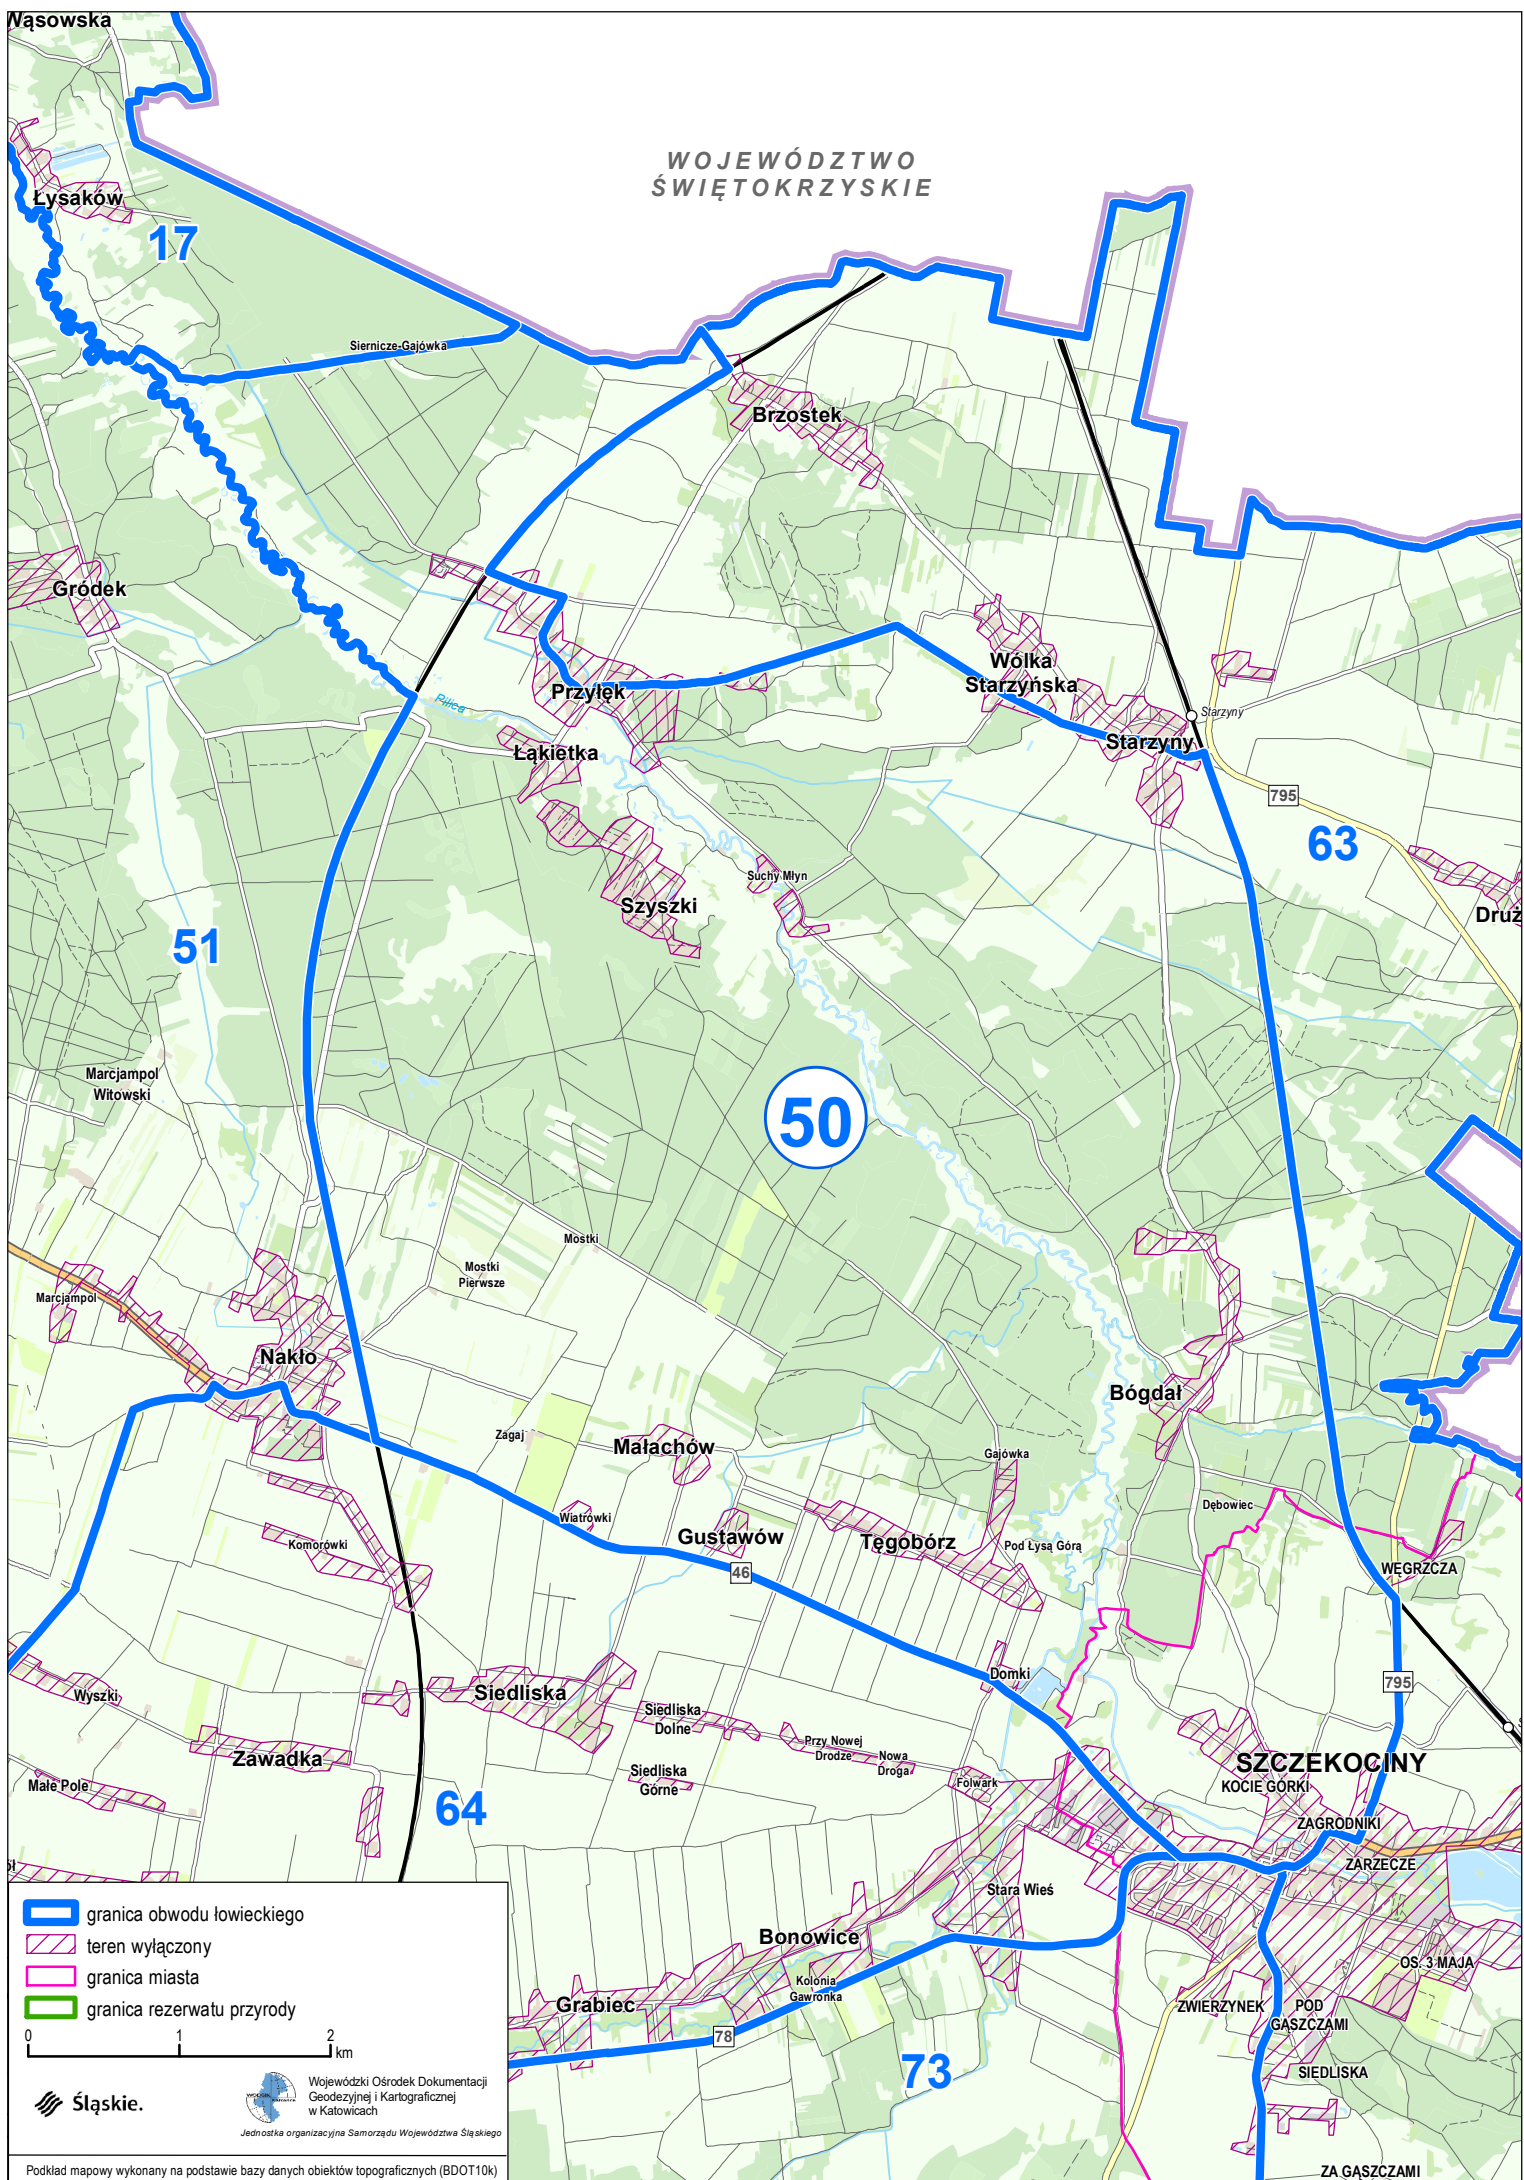 Wąsowska
WOJEWÓDZTWO
ŚWIĘTOKRZYSKIE
Łysaków
17
Siernicze-Gajówka
Brzostek
Gródek
Wólka
Starzyńska
Przyłęk
Pilica
Starzyny
Starzyny
Łąkietka
795
63
Suchy Młyn
Szyszki
Druż
51
Marcjampol
Witowski
50
Mostki
Mostki
Pierwsze
Marcjampol
Nakło
Bógdał
Zagaj
Małachów
Gajówka
Dębowiec
Wiatrówki
Komorówki
Gustawów
Tęgobórz
Pod Łysą Górą
46
WĘGRZCZA
Domki
795
Wyszki
Siedliska
Siedliska
Dolne
Przy Nowej
Drodze
Nowa
Droga
Zawadka
SZCZEKOCINY
KOCIE GÓRKI
Małe Pole
Siedliska
Górne
Folwark
64
ZAGRODNIKI
ZARZECZE
Stara Wieś
Bonowice
OS. 3 MAJA
Kolonia
Gawronka
Grabiec
ZWIERZYNEK
POD
GĄSZCZAMI
78
73
SIEDLISKA
ZA GĄSZCZAMI
granica obwodu łowieckiego
teren wyłączony
granica miasta
granica rezerwatu przyrody
0 1 2
km
Śląskie.
Wojewódzki Ośrodek Dokumentacji
Geodezyjnej i Kartograficznej
w Katowicach
Jednostka organizacyjna Samorządu Województwa Śląskiego
Podkład mapowy wykonany na podstawie bazy danych obiektów topograficznych (BDOT10k)